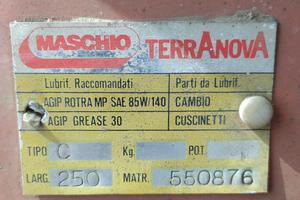 MASCHIO TERRANOVA
Lubrif. Raccomandati Parti da Lubrif.
AGIP ROTRA MP SAE 85W/140 CAMBIO
AGIP GREASE 30 CUSCINETTI
TIPO C Kg. POT.
LARG. 250 MATR. 550876